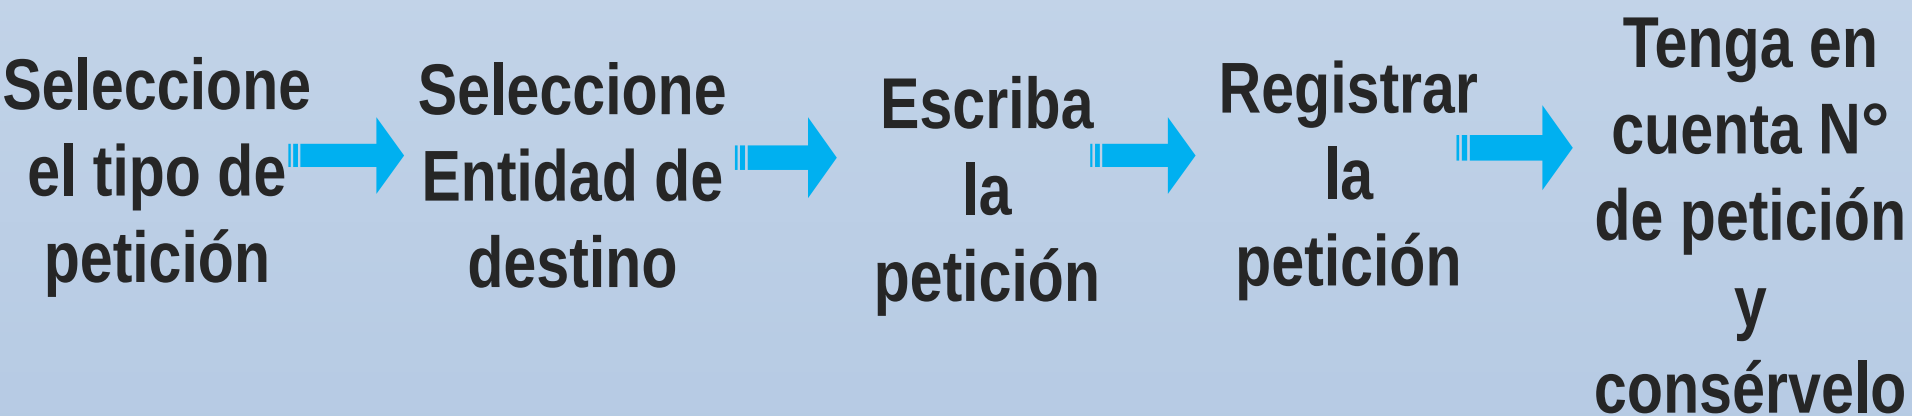 Seleccione
el tipo de
petición
Seleccione
Entidad de
destino
Escriba
la
petición
Registrar
la
petición
Tenga en
cuenta N°
de petición
y
consérvelo